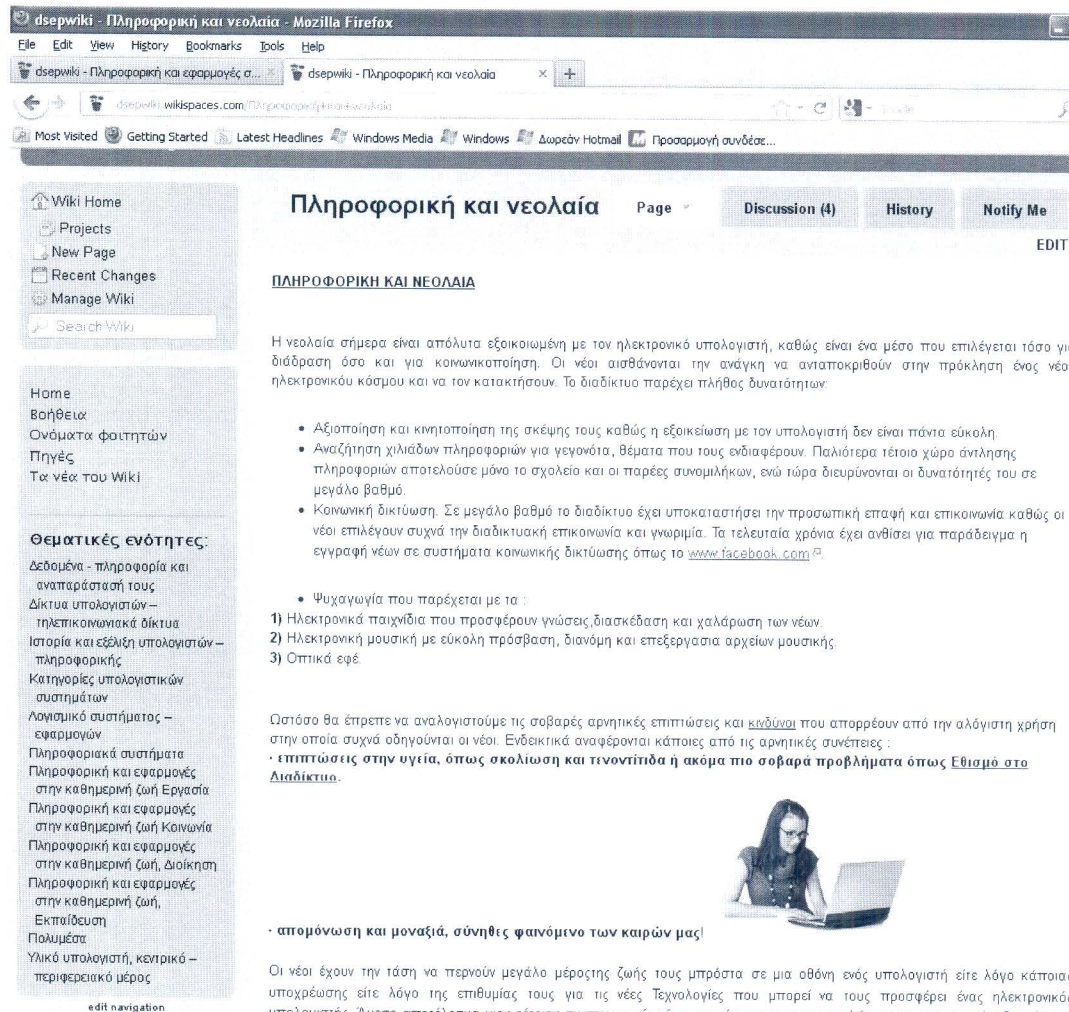 dsepwiki - Πληροφορική και νεολαία - Mozilla Firefox
File Edit View History Bookmarks Tools Help
dsepwiki - Πληροφορική και εφαρμογές σ... × dsepwiki - Πληροφορική και νεολαία × +
dsepwiki.wikispaces.com/Πληροφορική+και+νεολαία
Most Visited Getting Started Latest Headlines Windows Media Windows Δωρεάν Hotmail Προσαρμογή συνδέσε...
Wiki Home
Projects
New Page
Recent Changes
Manage Wiki
Search Wiki
Home
Βοήθεια
Ονόματα φοιτητών
Πηγές
Τα νέα του Wiki
Θεματικές ενότητες:
Δεδομένα - πληροφορία και
αναπαράστασή τους
Δίκτυα υπολογιστών –
τηλεπικοινωνιακά δίκτυα
Ιστορία και εξέλιξη υπολογιστών –
πληροφορικής
Κατηγορίες υπολογιστικών
συστημάτων
Λογισμικό συστήματος –
εφαρμογών
Πληροφοριακά συστήματα
Πληροφορική και εφαρμογές
στην καθημερινή ζωή Εργασία
Πληροφορική και εφαρμογές
στην καθημερινή ζωή Κοινωνία
Πληροφορική και εφαρμογές
στην καθημερινή ζωή, Διοίκηση
Πληροφορική και εφαρμογές
στην καθημερινή ζωή,
Εκπαίδευση
Πολυμέσα
Υλικό υπολογιστή, κεντρικό –
περιφερειακό μέρος
edit navigation
Πληροφορική και νεολαία Page Discussion (4) History Notify Me
EDIT
ΠΛΗΡΟΦΟΡΙΚΗ ΚΑΙ ΝΕΟΛΑΙΑ
Η νεολαία σήμερα είναι απόλυτα εξοικοιωμένη με τον ηλεκτρονικό υπολογιστή, καθώς είναι ένα μέσο που επιλέγεται τόσο γι
διάδραση όσο και για κοινωνικοποίηση. Οι νέοι αισθάνονται την ανάγκη να ανταποκριθούν στην πρόκληση ένος νέο
ηλεκτρονικόυ κόσμου και να τον κατακτήσουν. Το διαδίκτυο παρέχει πλήθος δυνατότητων:
• Αξιοποίηση και κινητοποίηση της σκέψης τους καθώς η εξοικείωση με τον υπολογιστή δεν είναι πάντα εύκολη.
• Αναζήτηση χιλιάδων πληροφοριών για γεγονότα, θέματα που τους ενδιαφέρουν. Παλιότερα τέτοιο χώρο άντλησης
πληροφοριών αποτελούσε μόνο το σχολείο και οι παρέες συνομιλήκων, ενώ τώρα διευρύνονται οι δυνατότητές του σε
μεγάλο βαθμό.
• Κοινωνική δικτύωση. Σε μεγάλο βαθμό το διαδίκτυο έχει υποκαταστήσει την προσωπική επαφή και επικοινωνία καθώς οι
νέοι επιλέγουν συχνά την διαδικτυακή επικοινωνία και γνωριμία. Τα τελευταία χρόνια έχει ανθίσει για παράδειγμα η
εγγραφή νέων σε συστήματα κοινωνικής δικτύωσης όπως το www.facebook.com.
• Ψυχαγωγία που παρέχεται με τα :
1) Ηλεκτρονικά παιχνίδια που προσφέρουν γνώσεις,διασκέδαση και χαλάρωση των νέων.
2) Ηλεκτρονική μουσική με εύκολη πρόσβαση, διανόμη και επεξεργασια αρχείων μουσικής.
3) Οπτικά εφέ.
Ωστόσο θα έπρεπε να αναλογιστούμε τις σοβαρές αρνητικές επιπτώσεις και κινδύνοι που απορρέουν από την αλόγιστη χρήση
στην οποία συχνά οδηγούνται οι νέοι. Ενδεικτικά αναφέρονται κάποιες από τις αρνητικές συνέπειες :
· επιπτώσεις στην υγεία, όπως σκολίωση και τενοντίτιδα ή ακόμα πιο σοβαρά προβλήματα όπως Εθισμό στο
Διαδίκτυο.
· απομόνωση και μοναξιά, σύνηθες φαινόμενο των καιρών μας!
Οι νέοι έχουν την τάση να περνούν μεγάλο μέροςτης ζωής τους μπρόστα σε μια οθόνη ενός υπολογιστή είτε λόγο κάποιας
υποχρέωσης είτε λόγο της επιθυμίας τους για τις νέες Τεχνολογίες που μπορεί να τους προσφέρει ένας ηλεκτρονικός